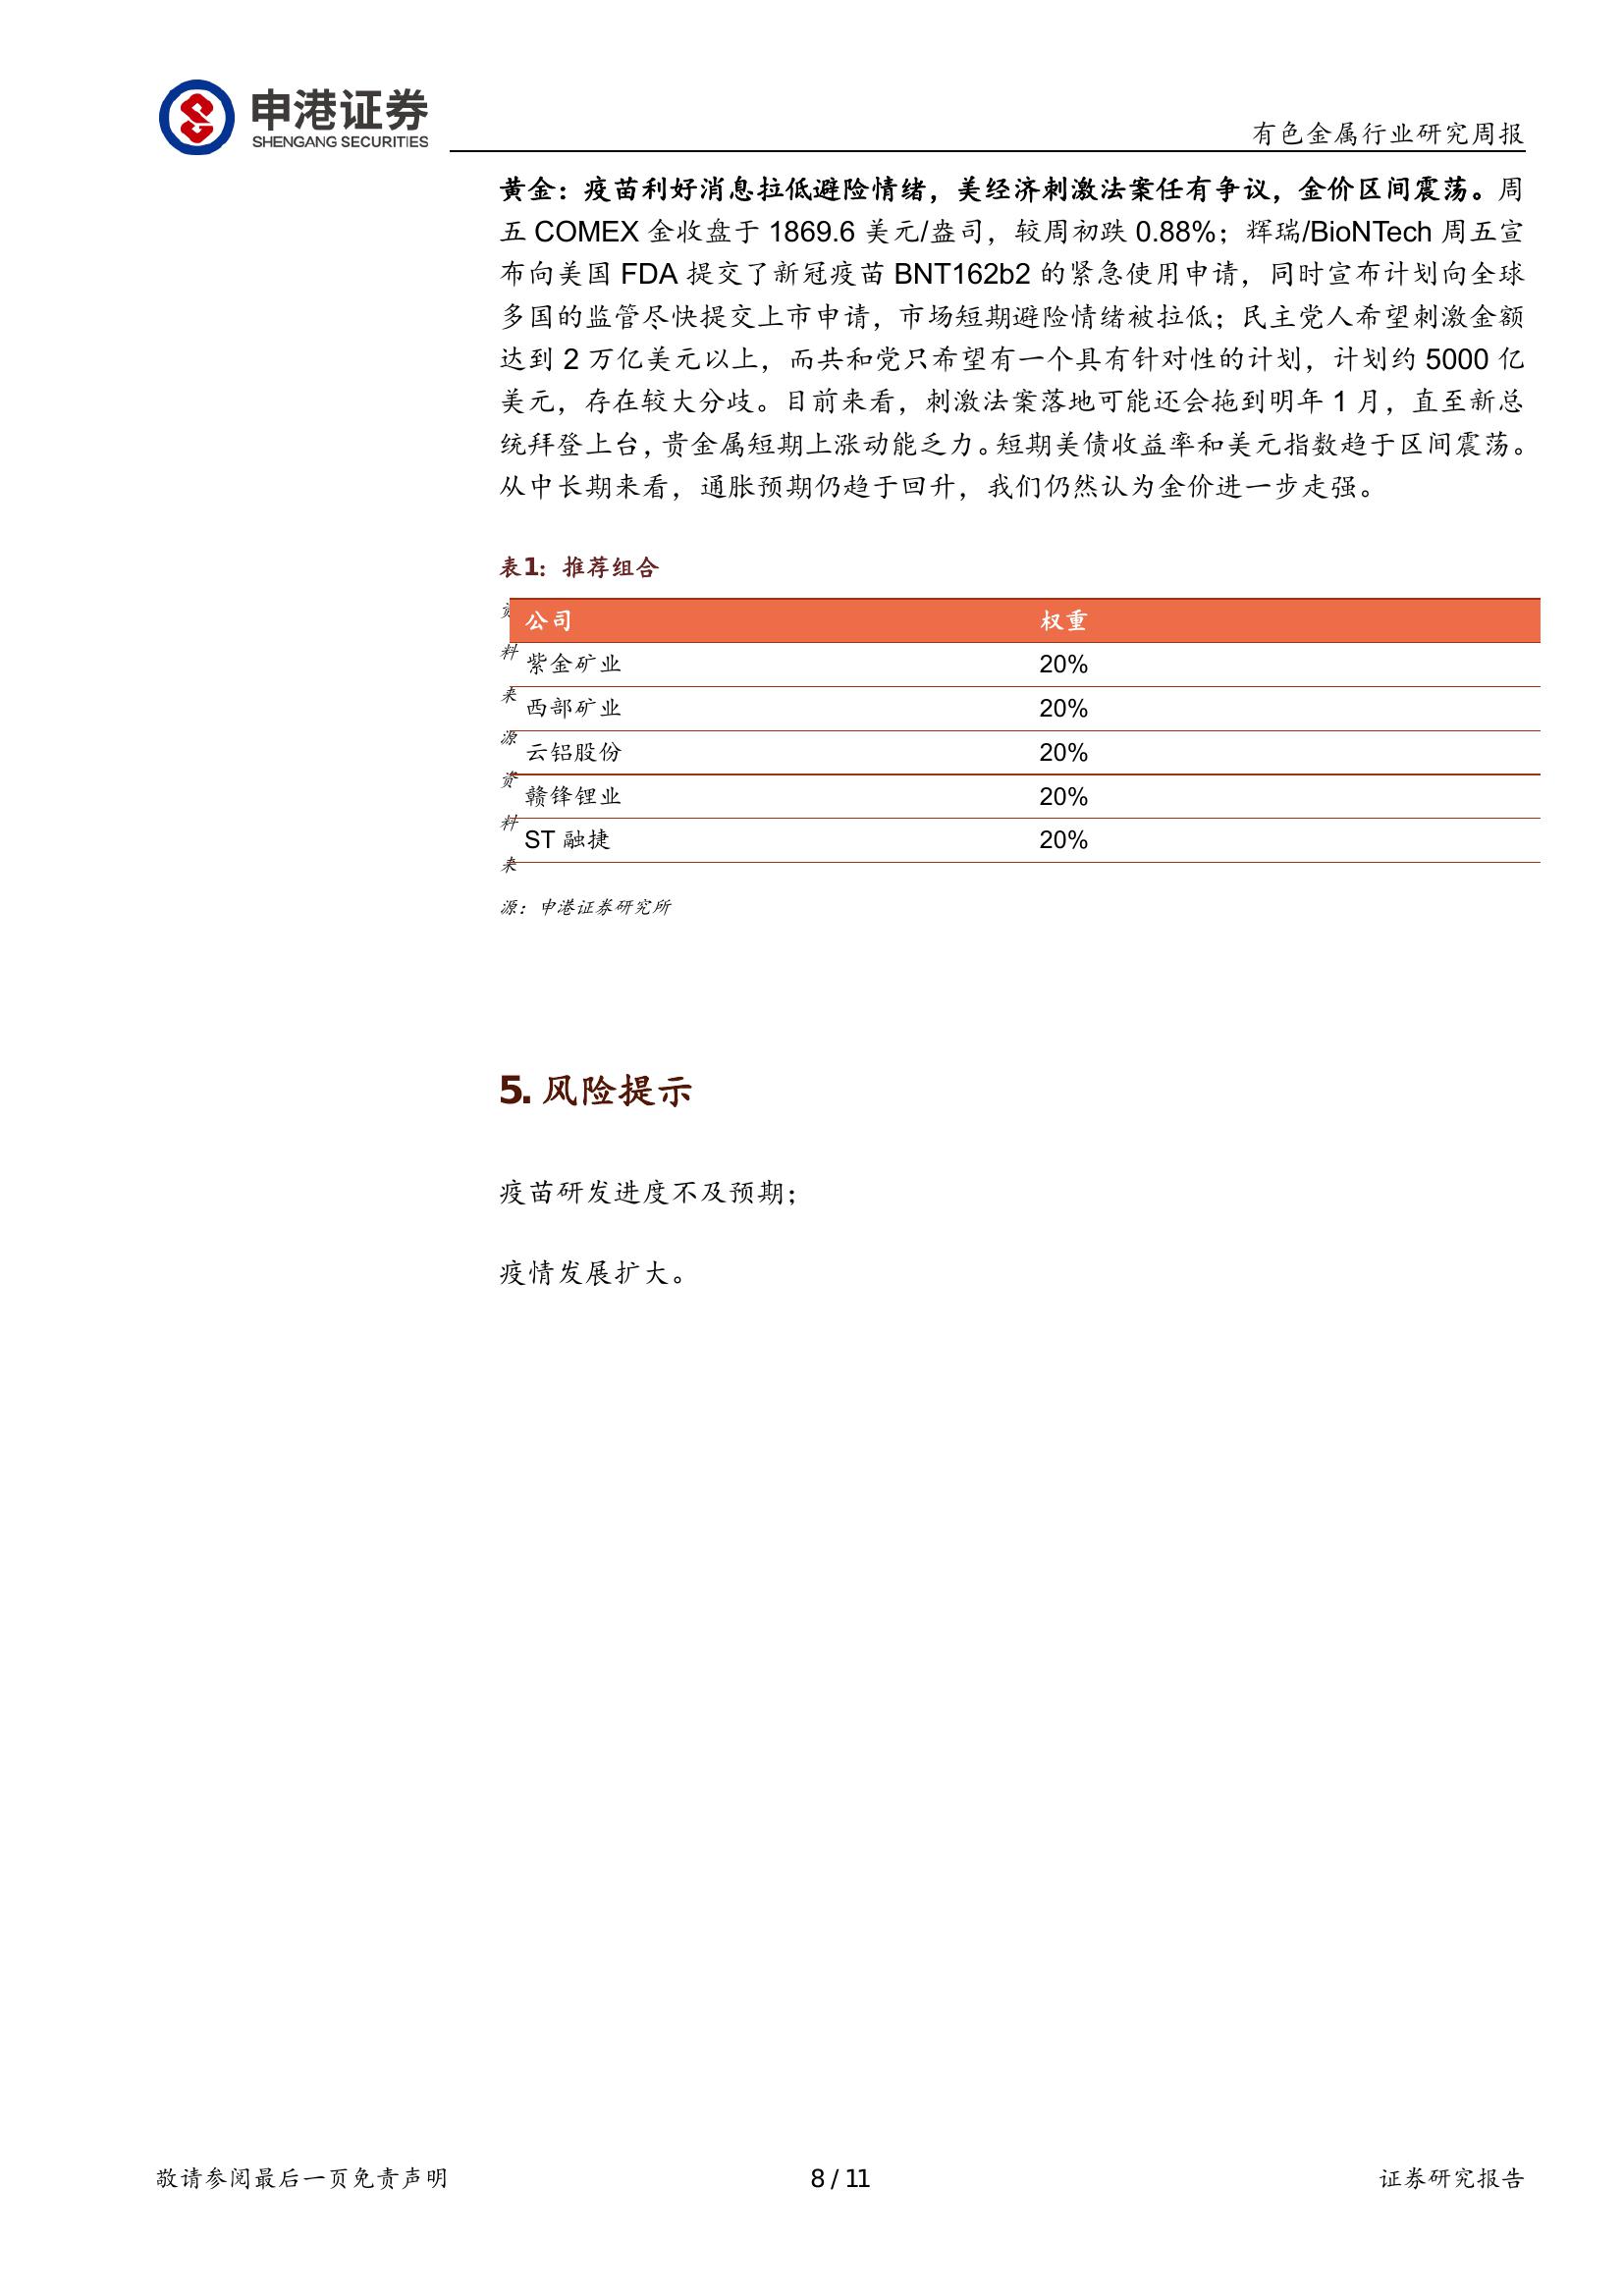 申港证券
SHENGANG SECURITIES
有色金属行业研究周报
黄金：疫苗利好消息拉低避险情绪，美经济刺激法案任有争议，金价区间震荡。周
五 COMEX 金收盘于 1869.6 美元/盎司，较周初跌 0.88%；辉瑞/BioNTech 周五宣
布向美国 FDA 提交了新冠疫苗 BNT162b2 的紧急使用申请，同时宣布计划向全球
多国的监管尽快提交上市申请，市场短期避险情绪被拉低；民主党人希望刺激金额
达到 2 万亿美元以上，而共和党只希望有一个具有针对性的计划，计划约 5000 亿
美元，存在较大分歧。目前来看，刺激法案落地可能还会拖到明年 1 月，直至新总
统拜登上台，贵金属短期上涨动能乏力。短期美债收益率和美元指数趋于区间震荡。
从中长期来看，通胀预期仍趋于回升，我们仍然认为金价进一步走强。
表1：推荐组合
资
公司 权重
料
紫金矿业 20%
来
西部矿业 20%
源
云铝股份 20%
资
赣锋锂业 20%
料
ST 融捷 20%
来
源：申港证券研究所
5. 风险提示
疫苗研发进度不及预期；
疫情发展扩大。
敬请参阅最后一页免责声明 8 / 11 证券研究报告